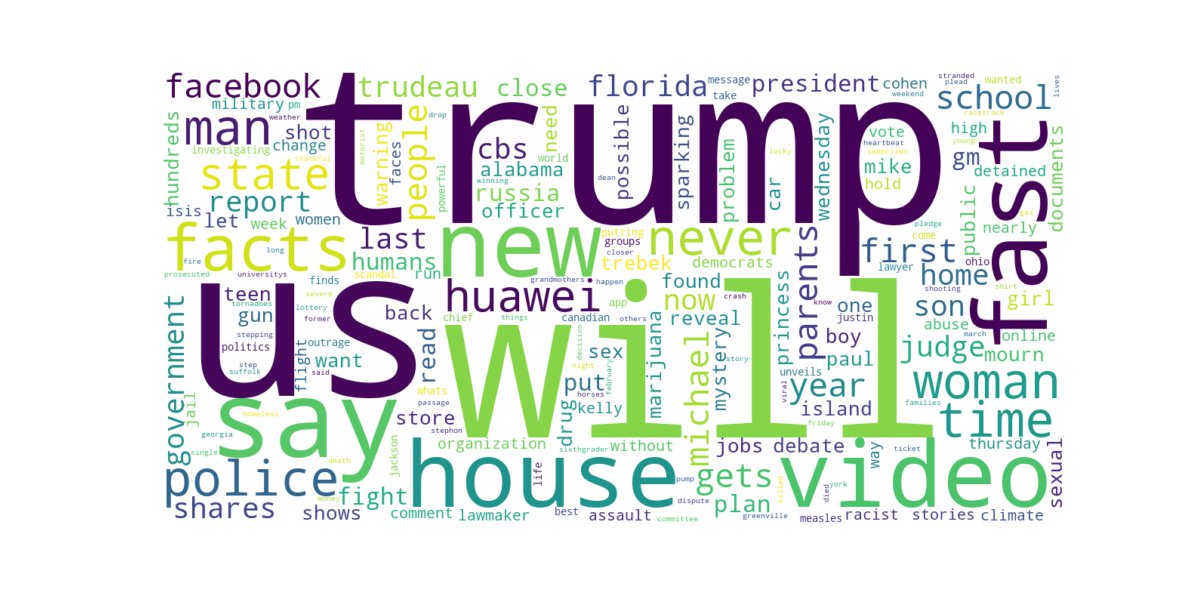 trump
will
us
fast
new
say
house
video
facts
man
state
facebook
police
woman
time
huawei
never
people
trudeau
close
florida
president
cohen
school
message
take
stranded
plead
wanted
lives
military
pm
weather
drop
hundreds
shot
change
investigating
thankful
motorist
faces
warning
need
cbs
possible
sparking
problem
car
lucky
wednesday
vote
heartbeat
mike
samaritan
hold
racetrack
high
young
gm
detained
documents
weekend
report
alabama
world
powerful
winning
russia
officer
dean
isis
let
week
women
last
humans
long
fire
scandal
run
putting
groups
closer
trebek
democrats
parents
pledge
come
first
lawyer
public
nearly
gas
ohio
home
shooting
shirt
girl
government
teen
gun
universitys
finds
severe
prosecuted
tornadoes
lottery
former
back
grandmothers
happen
app
found
now
reveal
crash
princess
know
one
justin
son
abuse
march
online
mourn
judge
stepping
outrage
politics
said
step
suffolk
flight
want
read
chief
things
canadian
others
decision
night
february
sex
marijuana
michael
mystery
story
unveils
viral
boy
paul
year
families
jail
homeless
whats
passage
horses
put
kelly
drug
island
friday
store
stephon
georgia
single
death
jackson
organization
sixthgrader
without
jobs
debate
way
ticket
thursday
sexual
life
gets
pump
plan
dispute
killed
died
york
shares
shows
money
fight
comment
lawmaker
committee
best
assault
greenville
measles
racist
stories
climate